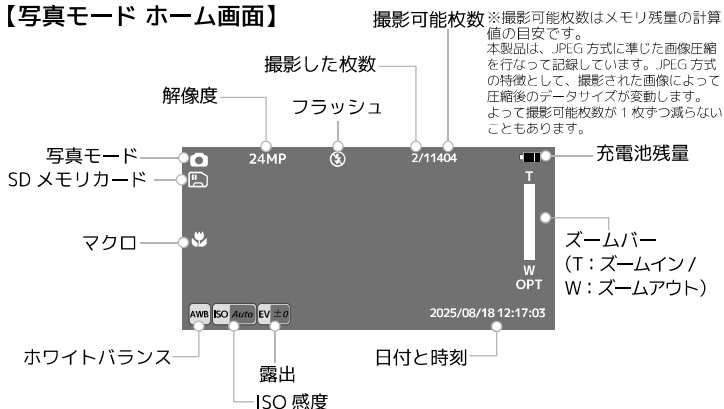 【写真モード ホーム画面】
撮影可能枚数
※撮影可能枚数はメモリ残量の計算
値の目安です。
本製品は、JPEG 方式に準じた画像圧縮
を行なって記録しています。JPEG 方式
の特徴として、撮影された画像によって
圧縮後のデータサイズが変動します。
よって撮影可能枚数が 1 枚ずつ減らない
こともあります。
撮影した枚数
解像度
フラッシュ
写真モード
24MP
2/11404
充電池残量
SD メモリカード
T
マクロ
ズームバー
(T：ズームイン /
W：ズームアウト)
W
OPT
AWB ISO Auto EV ±0
2025/08/18 12:17:03
ホワイトバランス
日付と時刻
露出
ISO 感度